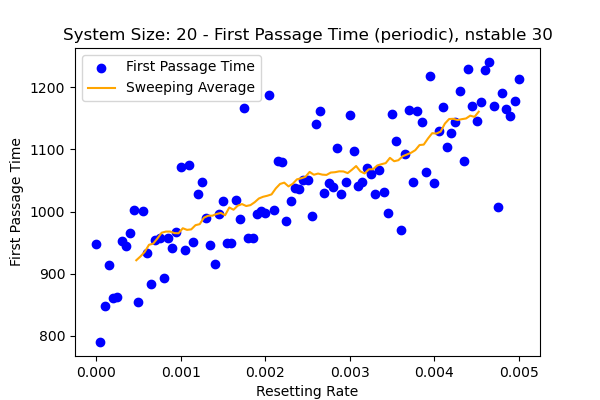 System Size: 20 - First Passage Time (periodic), nstable 30
First Passage Time
Sweeping Average
1200
1100
1000
900
800
First Passage Time
0.000 0.001 0.002 0.003 0.004 0.005
Resetting Rate